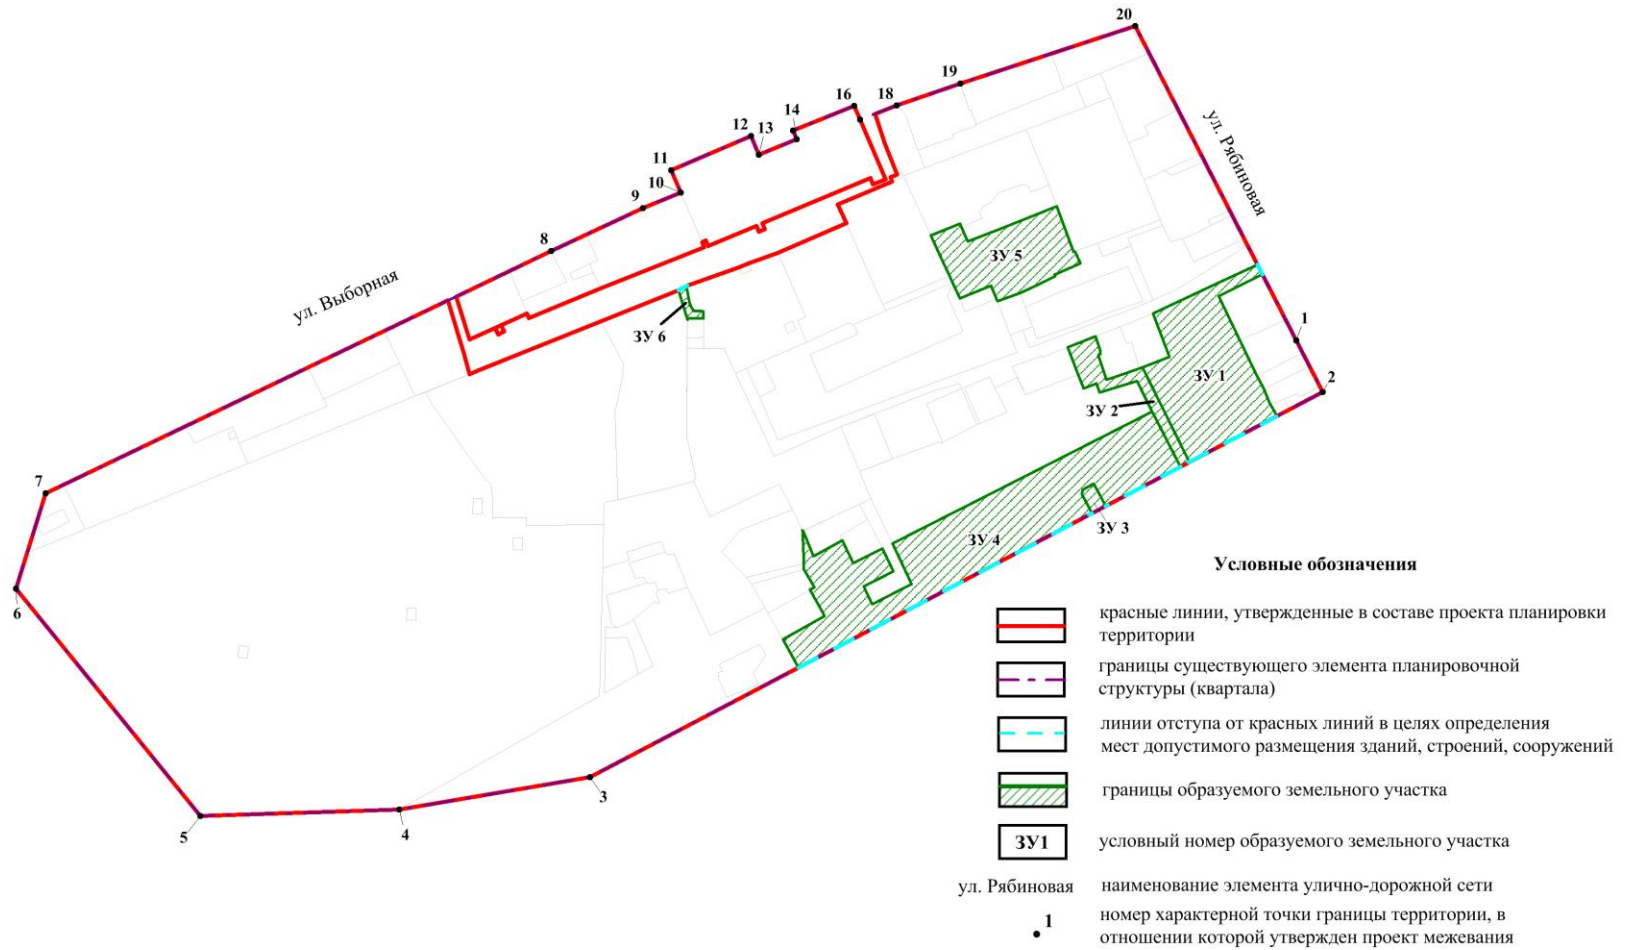 20
19
18
16
14
13
12
11
10
9
8
7
6
5
4
3
2
1
ул. Рябиновая
ул. Выборная
ЗУ 5
ЗУ 6
ЗУ 1
ЗУ 2
ЗУ 3
ЗУ 4
Условные обозначения
красные линии, утвержденные в составе проекта планировки
территории
границы существующего элемента планировочной
структуры (квартала)
линии отступа от красных линий в целях определения
мест допустимого размещения зданий, строений, сооружений
границы образуемого земельного участка
ЗУ1 условный номер образуемого земельного участка
ул. Рябиновая наименование элемента улично-дорожной сети
1 номер характерной точки границы территории, в
отношении которой утвержден проект межевания